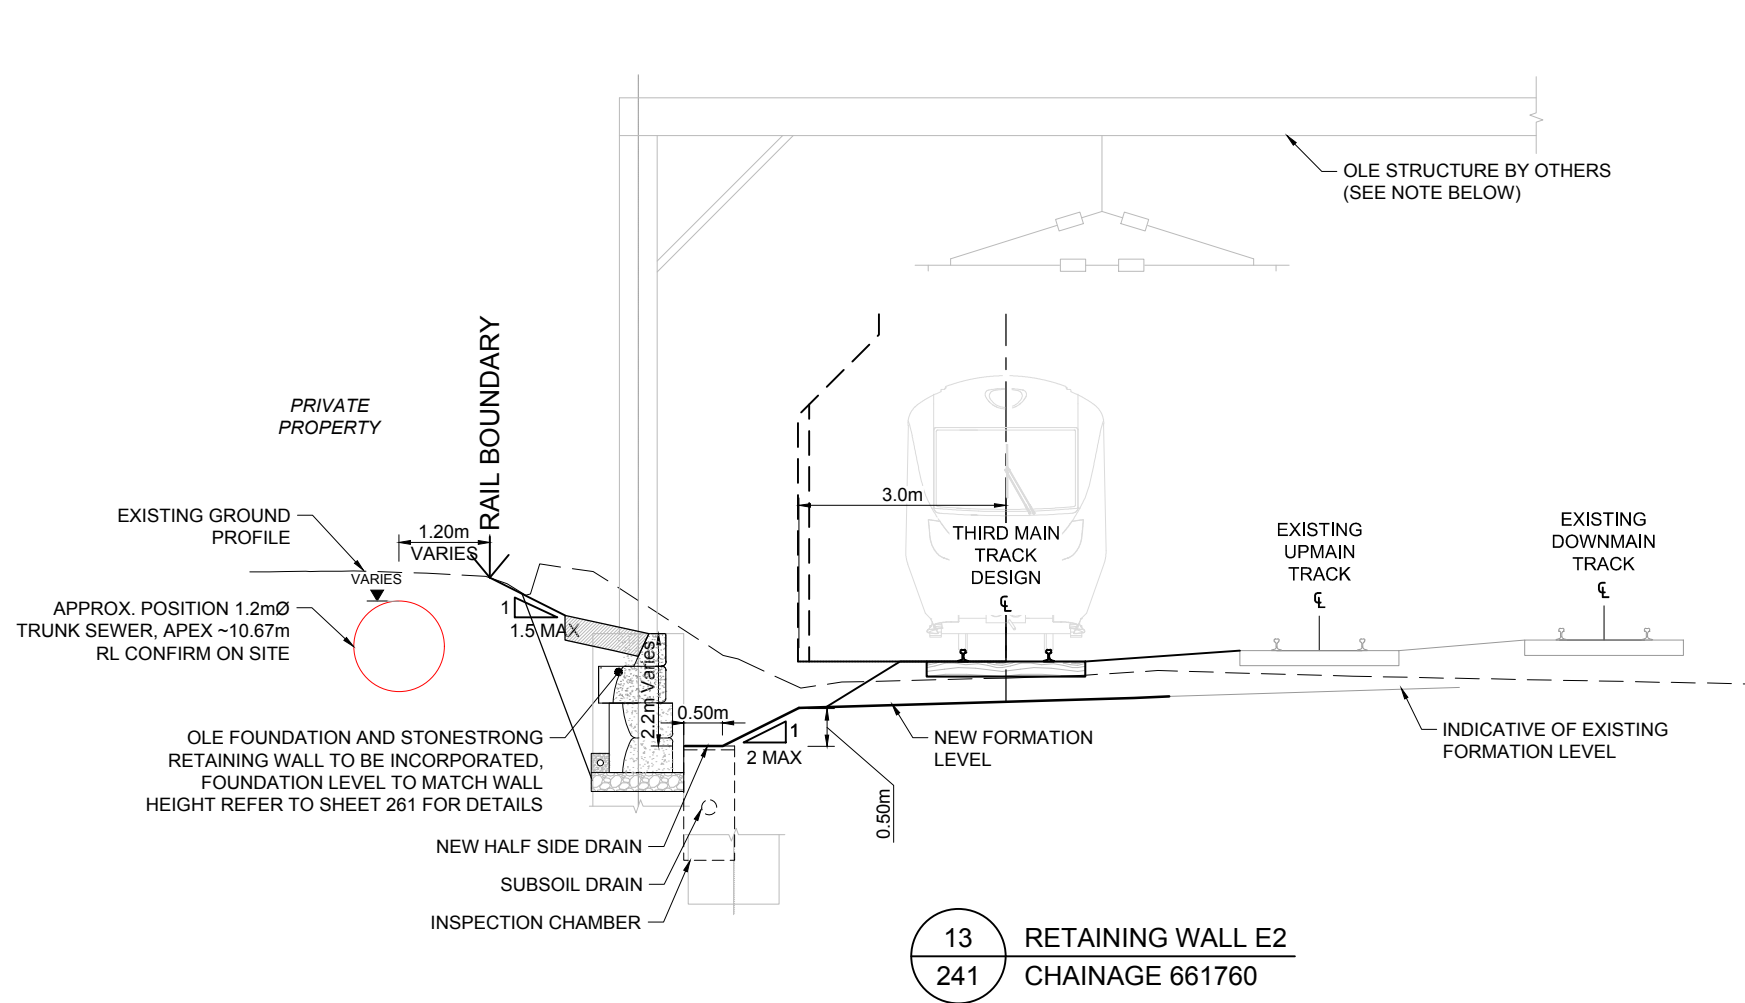 OLE STRUCTURE BY OTHERS
(SEE NOTE BELOW)
RAIL BOUNDARY
PRIVATE
PROPERTY
EXISTING GROUND
PROFILE
1.20m
VARIES
VARIES
APPROX. POSITION 1.2mØ
TRUNK SEWER, APEX ~10.67m
RL CONFIRM ON SITE
1
1.5 MAX
3.0m
THIRD MAIN
TRACK
DESIGN
℄
EXISTING
UPMAIN
TRACK
℄
EXISTING
DOWNMAIN
TRACK
℄
2.2m Varies
0.50m
1
2 MAX
0.50m
OLE FOUNDATION AND STONESTRONG
RETAINING WALL TO BE INCORPORATED,
FOUNDATION LEVEL TO MATCH WALL
HEIGHT REFER TO SHEET 261 FOR DETAILS
NEW FORMATION
LEVEL
INDICATIVE OF EXISTING
FORMATION LEVEL
NEW HALF SIDE DRAIN
SUBSOIL DRAIN
INSPECTION CHAMBER
13
241
RETAINING WALL E2
CHAINAGE 661760